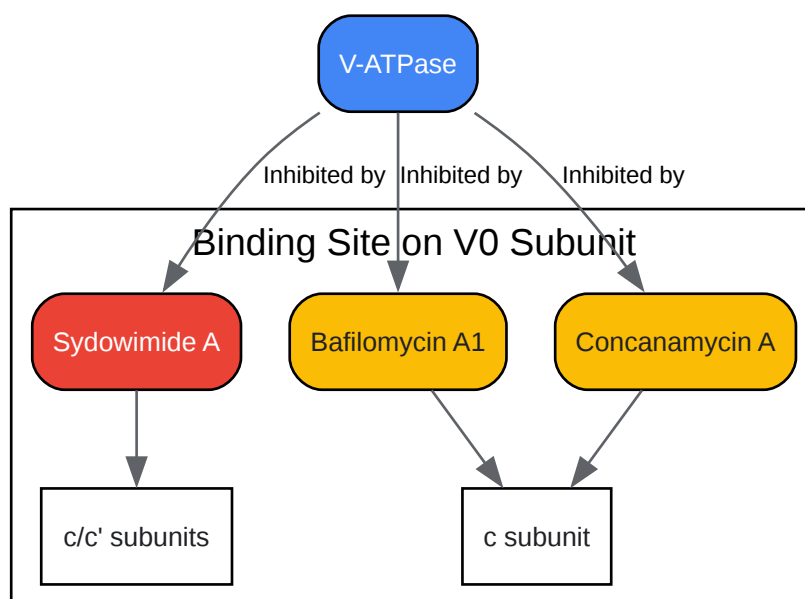 V-ATPase
Inhibited by
Inhibited by
Inhibited by
Binding Site on V0 Subunit
Sydowimide A
Bafilomycin A1
Concanamycin A
c/c' subunits
c subunit